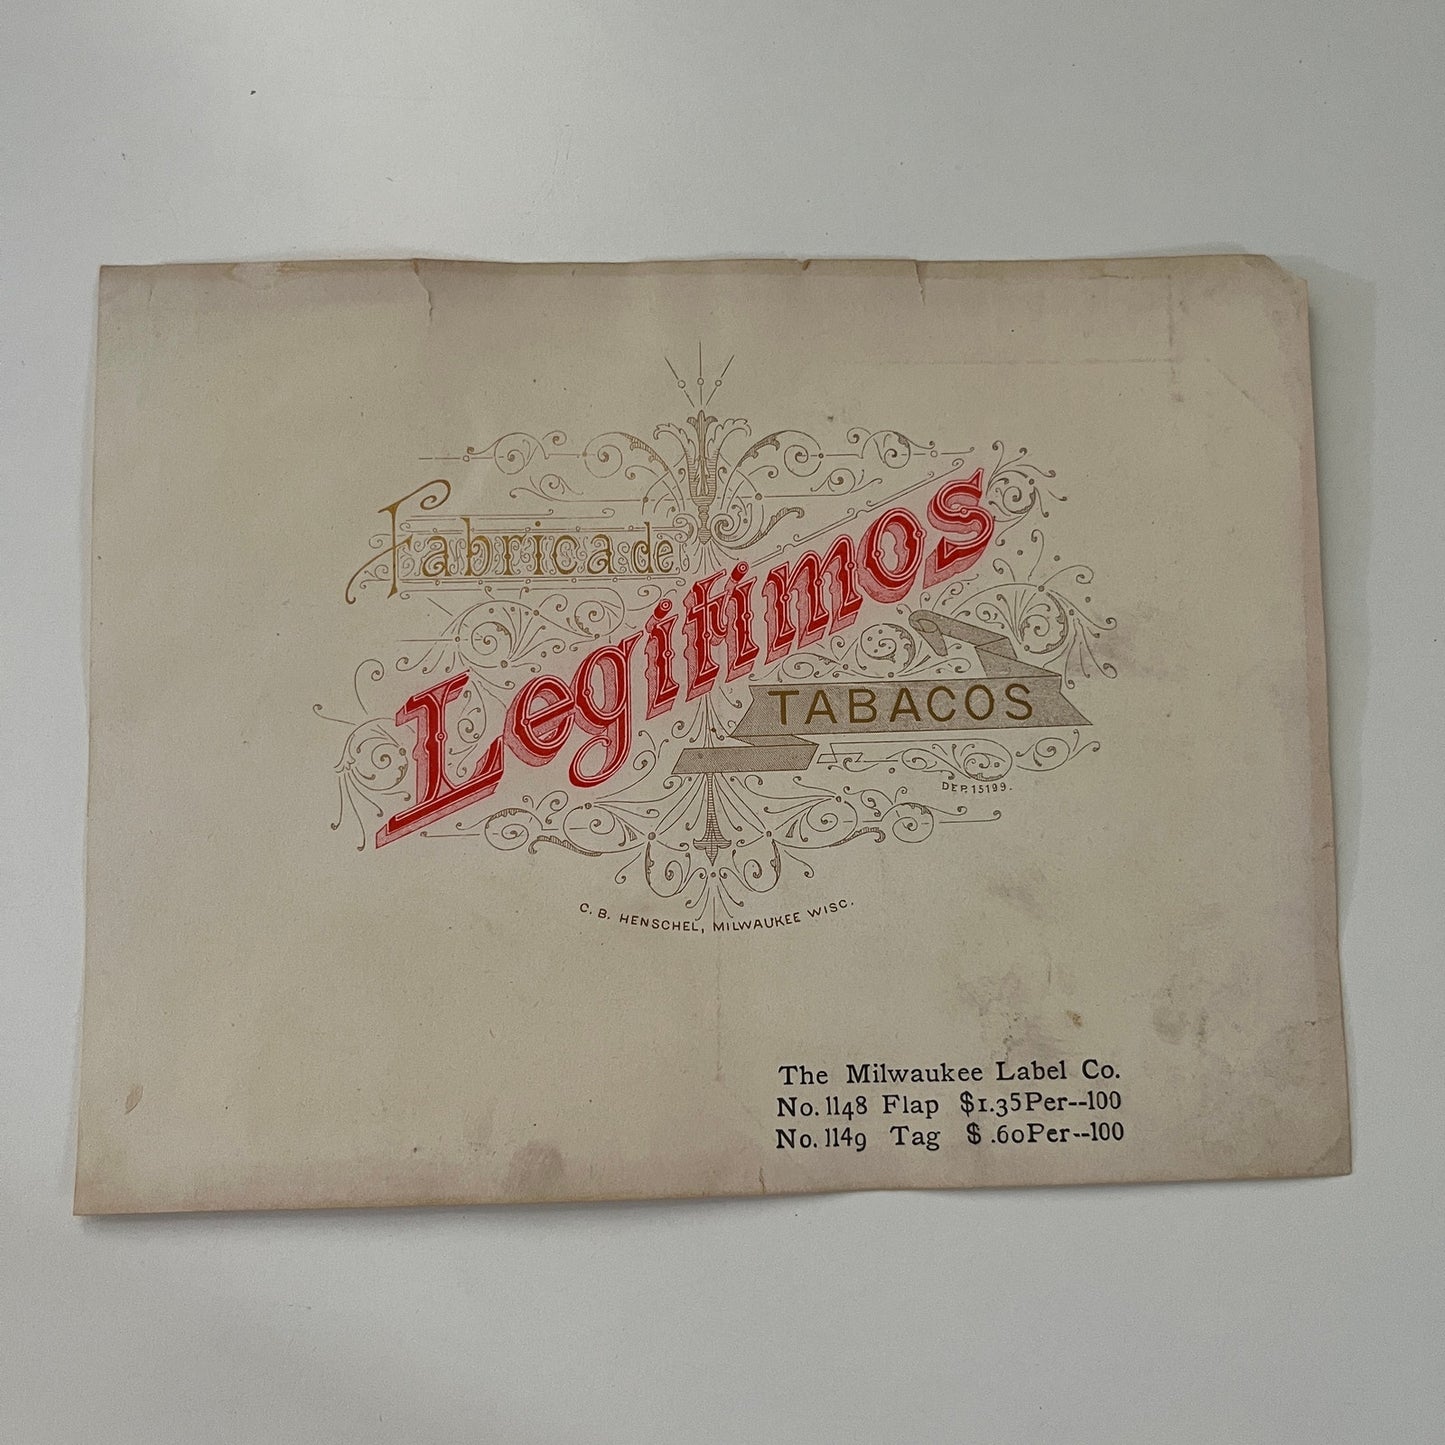 Fabrica de
Legitimos
TABACOS
DEP. 15199.
C. B. HENSCHEL, MILWAUKEE WISC.
The Milwaukee Label Co.
No. 1148 Flap $1.35 Per--100
No. 1149 Tag $ .60 Per--100